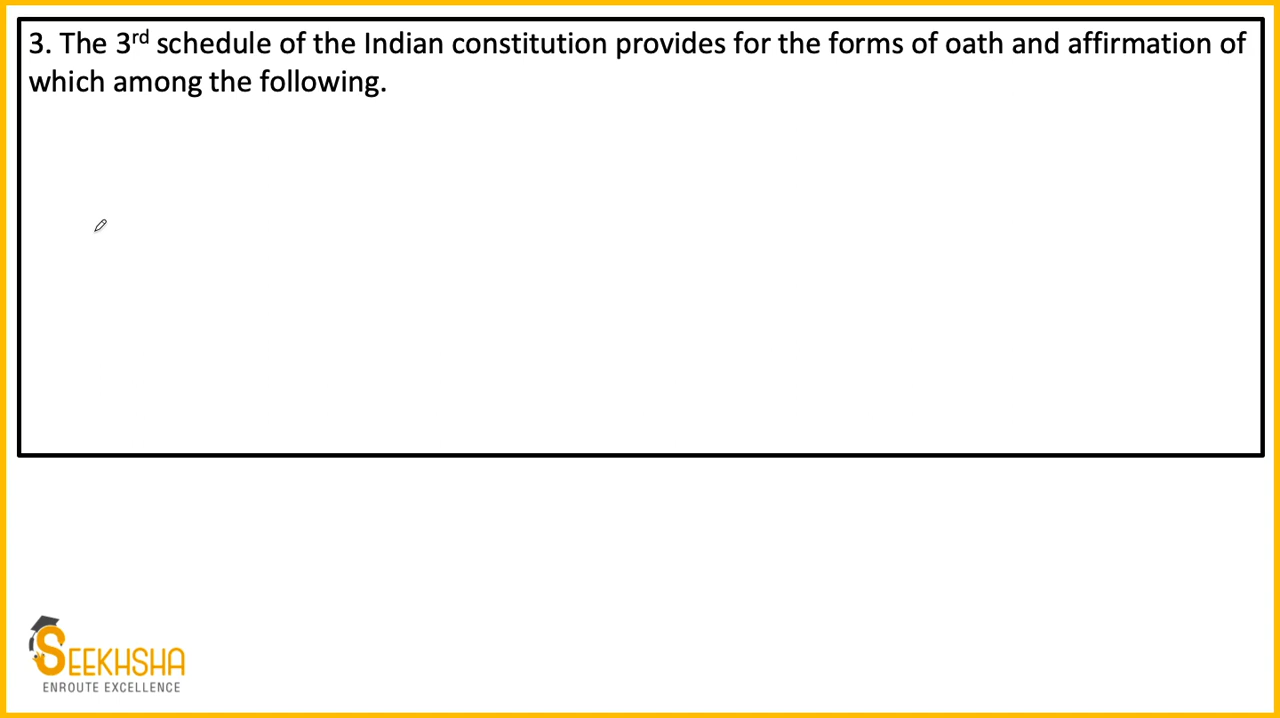 3. The 3rd schedule of the Indian constitution provides for the forms of oath and affirmation of
which among the following.
SEEKHSHA
ENROUTE EXCELLENCE